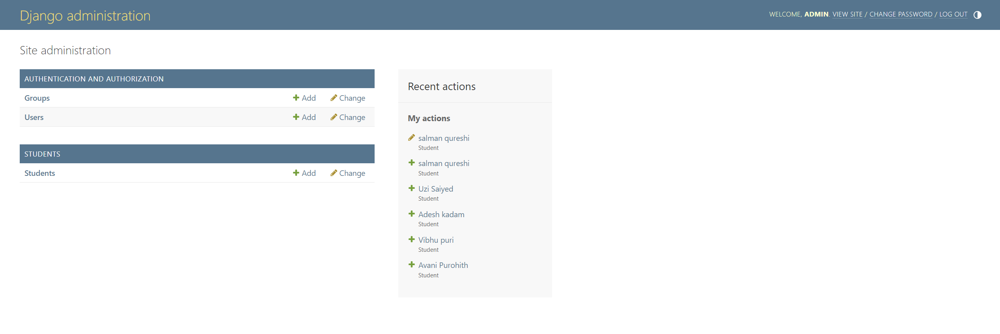 Django administration
WELCOME, ADMIN. VIEW SITE / CHANGE PASSWORD / LOG OUT
Site administration
AUTHENTICATION AND AUTHORIZATION
Groups Add Change
Users Add Change
STUDENTS
Students Add Change
Recent actions
My actions
salman qureshi
Student
salman qureshi
Student
Uzi Saiyed
Student
Adesh kadam
Student
Vibhu puri
Student
Avani Purohith
Student